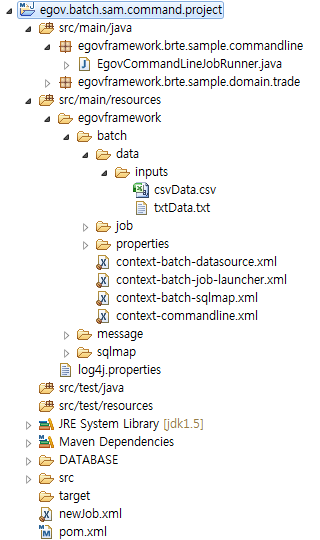 egov.batch.sam.command.project
src/main/java
egovframework.brte.sample.commandline
EgovCommandLineJobRunner.java
egovframework.brte.sample.domain.trade
src/main/resources
egovframework
batch
data
inputs
csvData.csv
txtData.txt
job
properties
context-batch-datasource.xml
context-batch-job-launcher.xml
context-batch-sqlmap.xml
context-commandline.xml
message
sqlmap
log4j.properties
src/test/java
src/test/resources
JRE System Library [jdk1.5]
Maven Dependencies
DATABASE
src
target
newJob.xml
pom.xml